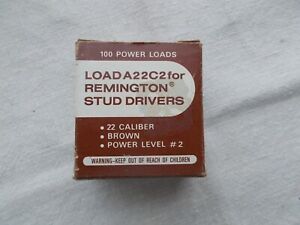 100 POWER LOADS
LOAD A22C2 for
REMINGTON®
STUD DRIVERS
• 22 CALIBER
• BROWN
• POWER LEVEL #2
WARNING-KEEP OUT OF REACH OF CHILDREN